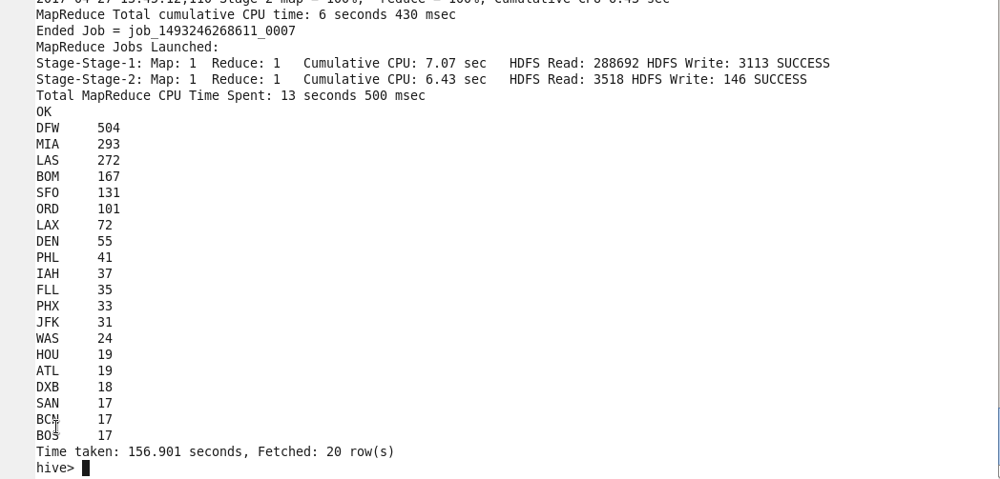 MapReduce Total cumulative CPU time: 6 seconds 430 msec
Ended Job = job_1493246268611_0007
MapReduce Jobs Launched:
Stage-Stage-1: Map: 1  Reduce: 1   Cumulative CPU: 7.07 sec   HDFS Read: 288692 HDFS Write: 3113 SUCCESS
Stage-Stage-2: Map: 1  Reduce: 1   Cumulative CPU: 6.43 sec   HDFS Read: 3518 HDFS Write: 146 SUCCESS
Total MapReduce CPU Time Spent: 13 seconds 500 msec
OK
DFW     504
MIA     293
LAS     272
BOM     167
SFO     131
ORD     101
LAX     72
DEN     55
PHL     41
IAH     37
FLL     35
PHX     33
JFK     31
WAS     24
HOU     19
ATL     19
DXB     18
SAN     17
BCN     17
BOS     17
Time taken: 156.901 seconds, Fetched: 20 row(s)
hive>